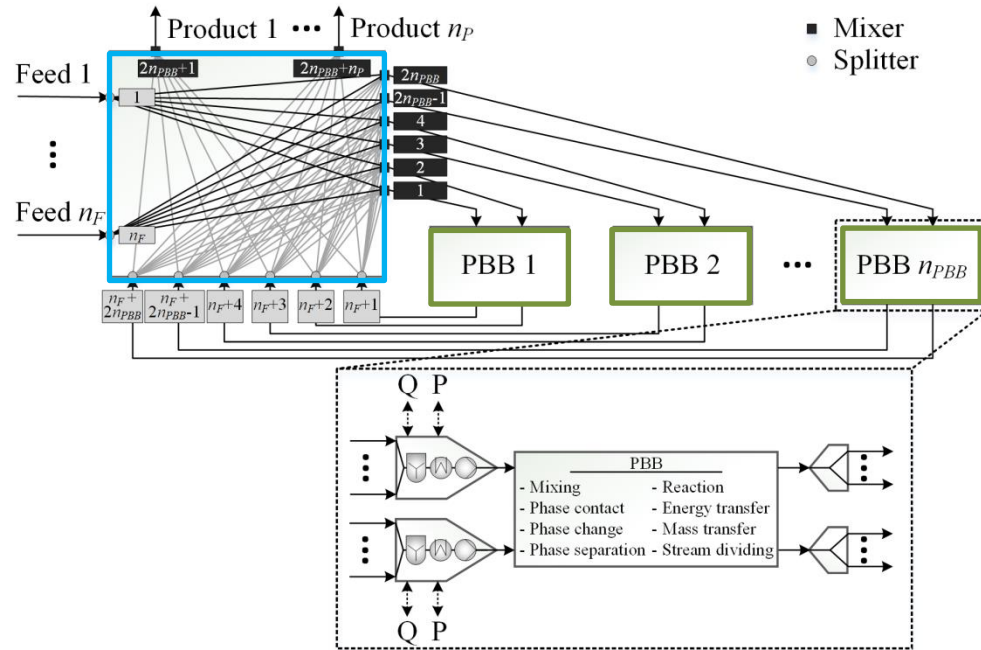 Product 1 ••• Product n_P
Mixer
Splitter
2n_PBB+1
2n_PBB+n_P
Feed 1
1
2n_PBB
2n_PBB-1
4
3
2
1
Feed n_F
n_F
n_F+
2n_PBB
n_F+
2n_PBB-1
n_F+4
n_F+3
n_F+2
n_F+1
PBB 1
PBB 2
•••
PBB n_PBB
Q P
PBB
- Mixing
- Phase contact
- Phase change
- Phase separation
- Reaction
- Energy transfer
- Mass transfer
- Stream dividing
Q P